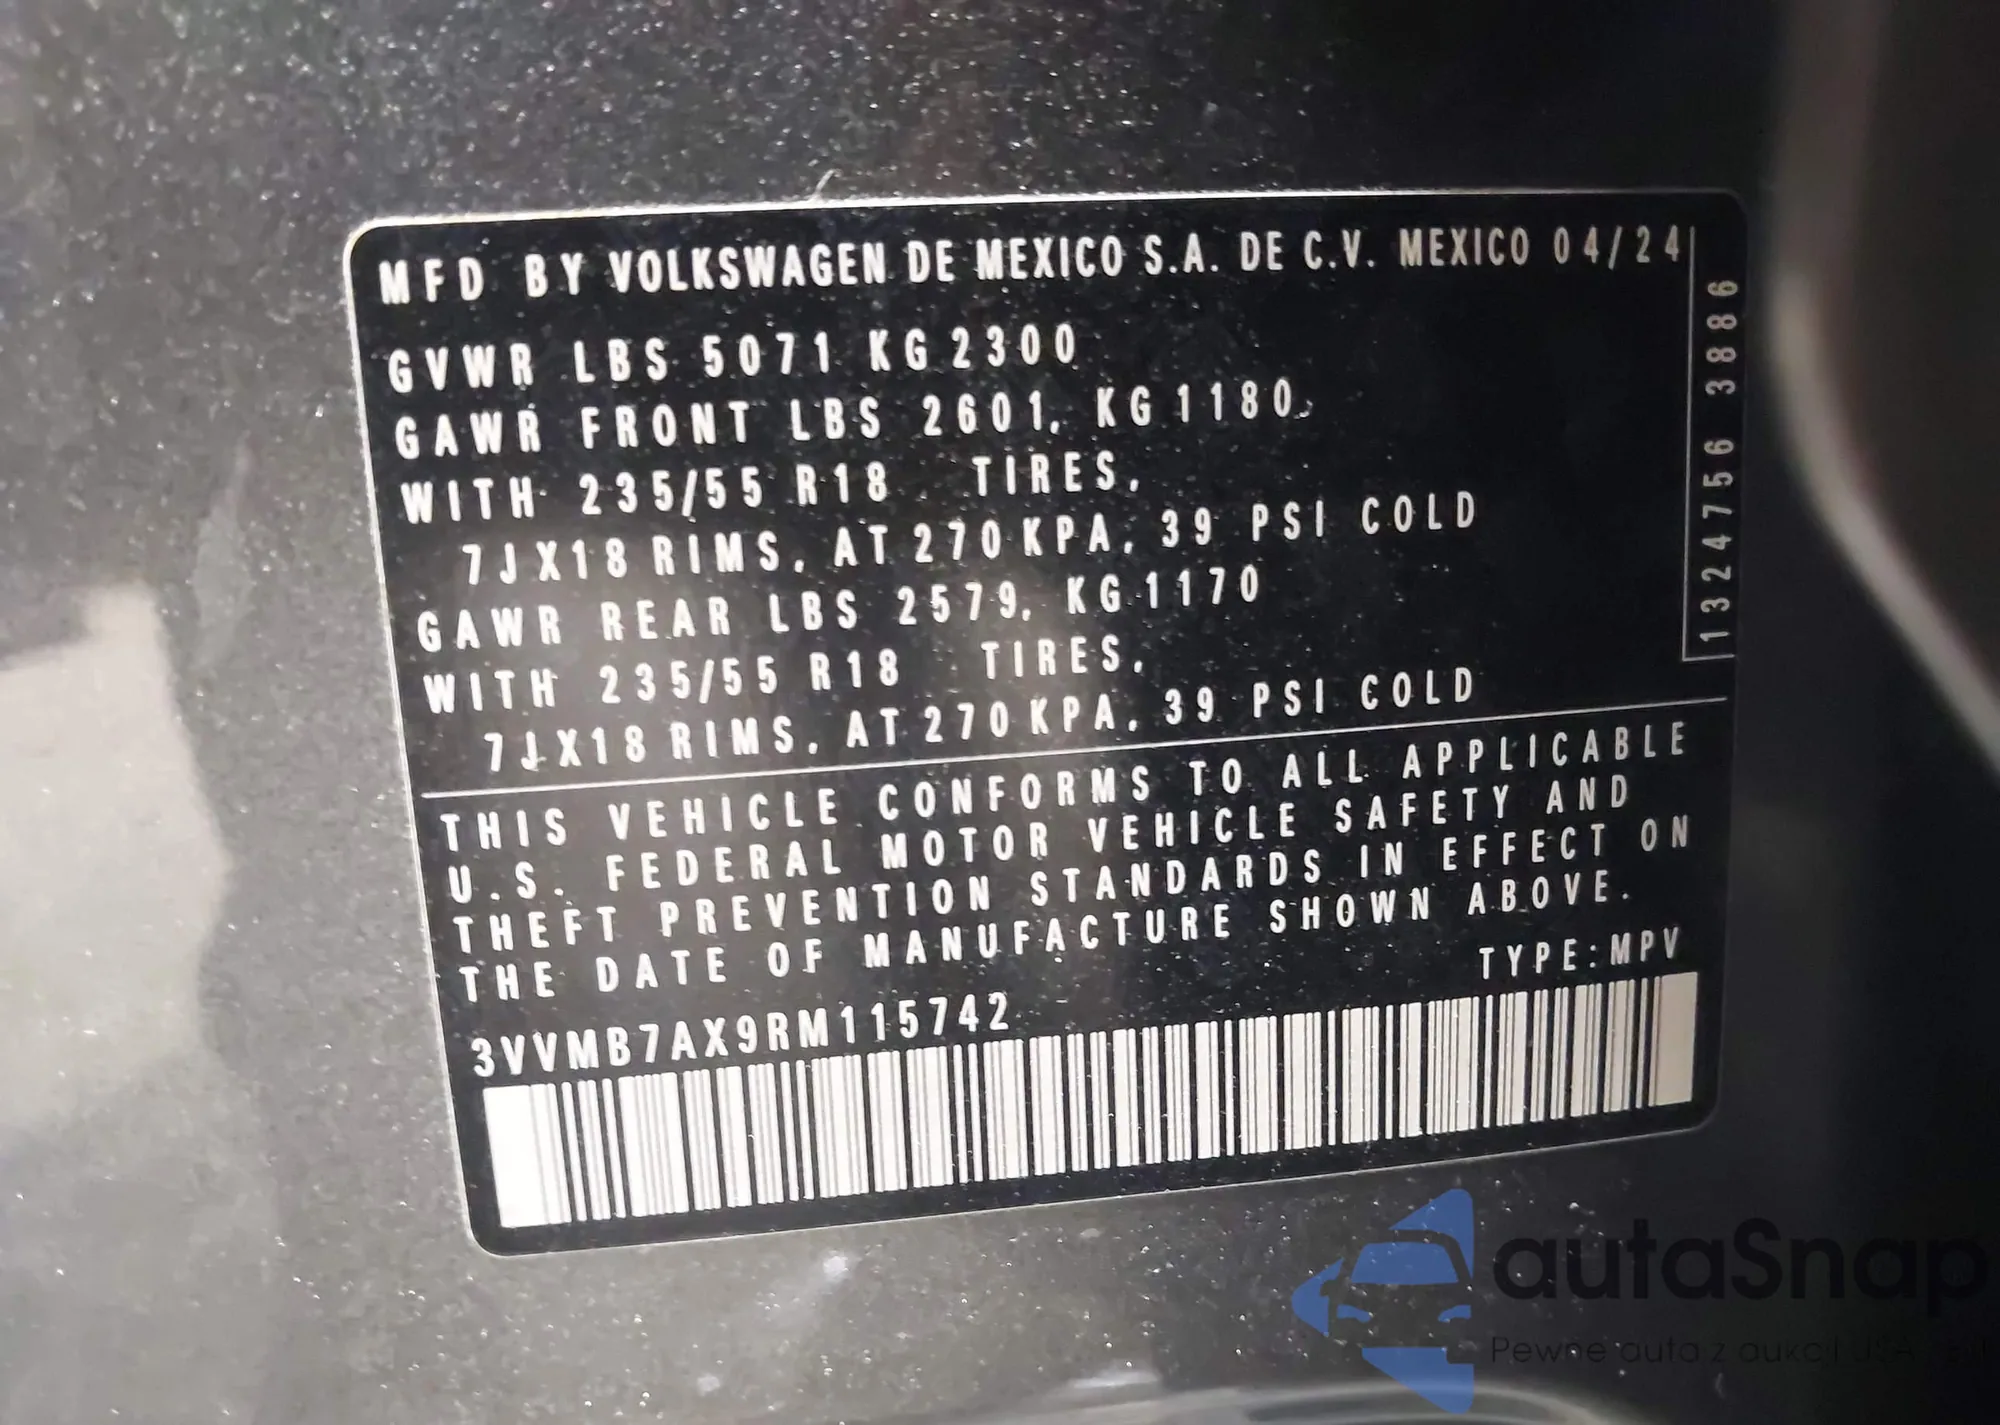 MFD BY VOLKSWAGEN DE MEXICO S.A. DE C.V. MEXICO 04/24
GVWR LBS 5071 KG 2300
GAWR FRONT LBS 2601, KG 1180,
WITH 235/55 R18 TIRES,
7JX18 RIMS, AT 270 KPA, 39 PSI COLD
GAWR REAR LBS 2579, KG 1170
WITH 235/55 R18 TIRES,
7JX18 RIMS, AT 270 KPA, 39 PSI COLD
1324756 3886
THIS VEHICLE CONFORMS TO ALL APPLICABLE
U.S. FEDERAL MOTOR VEHICLE SAFETY AND
THEFT PREVENTION STANDARDS IN EFFECT ON
THE DATE OF MANUFACTURE SHOWN ABOVE.
TYPE:MPV
3VVMB7AX9RM115742
autaSnap
Pewne auta z aukcji USA